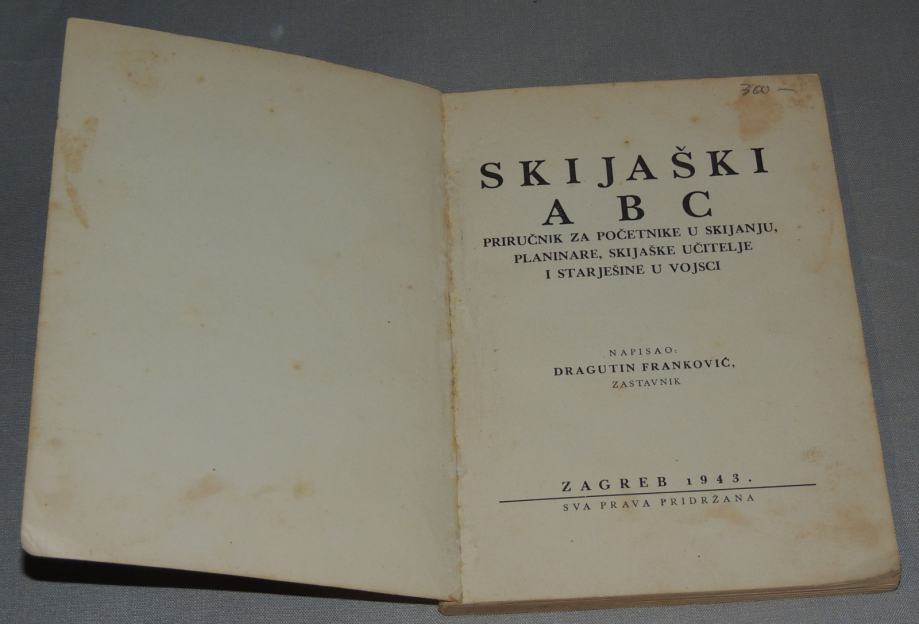 300 —
SKIJAŠKI
A B C
PRIRUČNIK ZA POČETNIKE U SKIJANJU,
PLANINARE, SKIJAŠKE UČITELJE
I STARJEŠINE U VOJSCI
NAPISAO:
DRAGUTIN FRANKOVIĆ,
ZASTAVNIK
ZAGREB 1943.
SVA PRAVA PRIDRŽANA